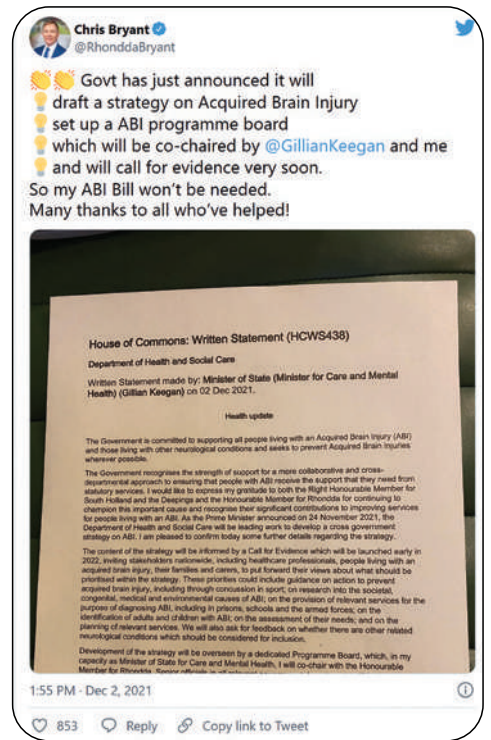 Chris Bryant
@RhonddaBryant
👏👏 Govt has just announced it will
💡 draft a strategy on Acquired Brain Injury
💡 set up a ABI programme board
💡 which will be co-chaired by @GillianKeegan and me
💡 and will call for evidence very soon.
So my ABI Bill won't be needed.
Many thanks to all who've helped!
House of Commons: Written Statement (HCWS438)
Department of Health and Social Care
Written Statement made by: Minister of State (Minister for Care and Mental
Health) (Gillian Keegan) on 02 Dec 2021.
Health update
The Government is committed to supporting all people living with an Acquired Brain Injury (ABI)
and those living with other neurological conditions and seeks to prevent Acquired Brain Injuries
wherever possible.
The Government recognises the strength of support for a more collaborative and cross-
departmental approach to ensuring that people with ABI receive the support that they need from
statutory services. I would like to express my gratitude to both the Right Honourable Member for
South Holland and the Deepings and the Honourable Member for Rhondda for continuing to
champion this important cause and recognise their significant contributions to improving services
for people living with an ABI. As the Prime Minister announced on 24 November 2021, the
Department of Health and Social Care will be leading work to develop a cross government
strategy on ABI. I am pleased to confirm today some further details regarding the strategy.
The content of the strategy will be informed by a Call for Evidence which will be launched early in
2022, inviting stakeholders nationwide, including healthcare professionals, people living with an
acquired brain injury, their families and carers, to put forward their views about what should be
prioritised within the strategy. These priorities could include guidance on action to prevent
acquired brain injury, including through concussion in sport; on research into the societal,
congenital, medical and environmental causes of ABI; on the provision of relevant services for the
purpose of diagnosing ABI, including in prisons, schools and the armed forces; on the
identification of adults and children with ABI; on the assessment of their needs; and on the
planning of relevant services. We will also ask for feedback on whether there are other related
neurological conditions which should be considered for inclusion.
Development of the strategy will be overseen by a dedicated Programme Board, which, in my
capacity as Minister of State for Care and Mental Health, I will co-chair with the Honourable
Member for Rhondda. Senior officials in all relevant
1:55 PM · Dec 2, 2021
853 Reply Copy link to Tweet